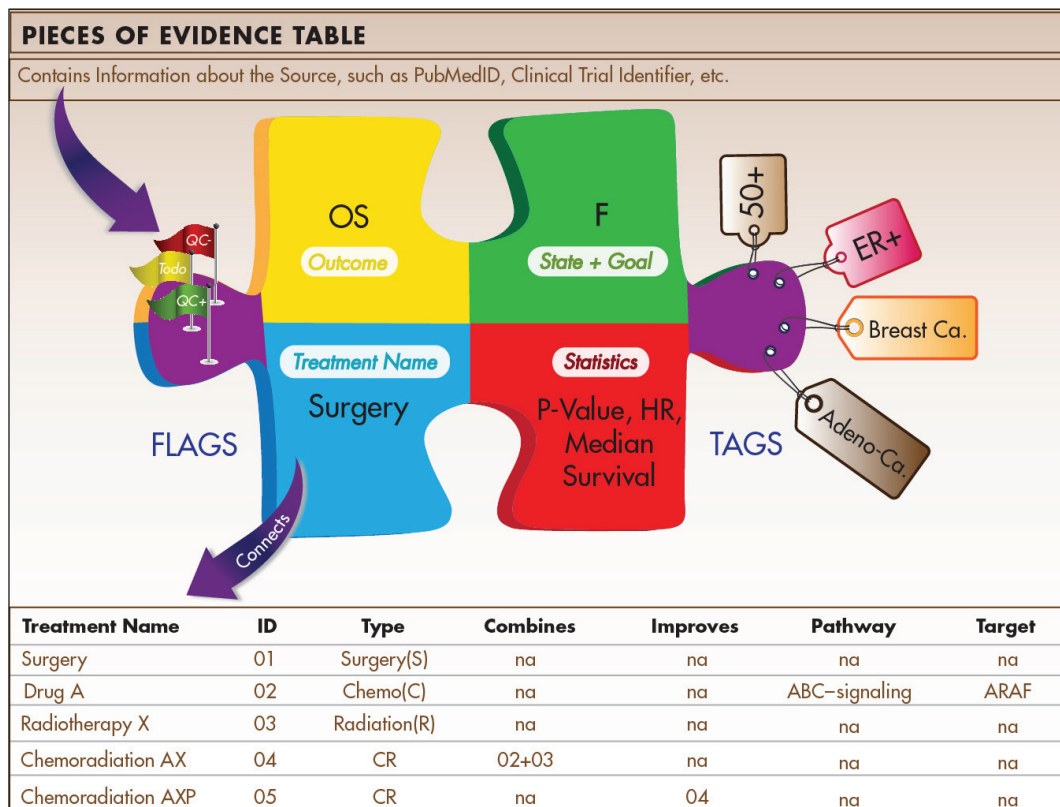 PIECES OF EVIDENCE TABLE
Contains Information about the Source, such as PubMedID, Clinical Trial Identifier, etc.
OS
Outcome
F
State + Goal
50+
ER+
Breast Ca.
Adeno-Ca.
QC-
Todo
QC+
Treatment Name
Surgery
Statistics
P-Value, HR,
Median
Survival
FLAGS
TAGS
Connects
Treatment Name ID Type Combines Improves Pathway Target
Surgery 01 Surgery(S) na na na na
Drug A 02 Chemo(C) na na ABC–signaling ARAF
Radiotherapy X 03 Radiation(R) na na na na
Chemoradiation AX 04 CR 02+03 na na na
Chemoradiation AXP 05 CR na 04 na na